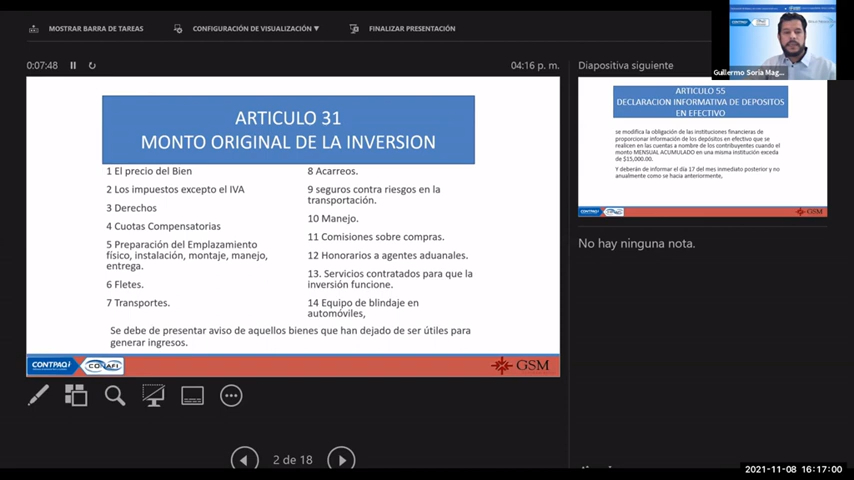 MOSTRAR BARRA DE TAREAS
CONFIGURACIÓN DE VISUALIZACIÓN ▼
FINALIZAR PRESENTACIÓN
Guillermo Soria Mag...
0:07:48
04:16 p. m.
ARTICULO 31
MONTO ORIGINAL DE LA INVERSION
1 El precio del Bien
2 Los impuestos excepto el IVA
3 Derechos
4 Cuotas Compensatorias
5 Preparación del Emplazamiento
físico, instalación, montaje, manejo,
entrega.
6 Fletes.
7 Transportes.
8 Acarreos.
9 seguros contra riesgos en la
transportación.
10 Manejo.
11 Comisiones sobre compras.
12 Honorarios a agentes aduanales.
13. Servicios contratados para que la
inversión funcione.
14 Equipo de blindaje en
automóviles,
Se debe de presentar aviso de aquellos bienes que han dejado de ser útiles para
generar ingresos.
CONTPAQi
CONAFI
GSM
2 de 18
Diapositiva siguiente
ARTICULO 55
DECLARACION INFORMATIVA DE DEPOSITOS
EN EFECTIVO
se modifica la obligación de las instituciones financieras de
proporcionar información de los depósitos en efectivo que se
realicen en las cuentas a nombre de los contribuyentes cuando el
monto MENSUAL ACUMULADO en una misma institución exceda
de $15,000.00.
Y deberán de informar el día 17 del mes inmediato posterior y no
anualmente como se hacia anteriormente,
CONTPAQi
GSM
No hay ninguna nota.
2021-11-08 16:17:00